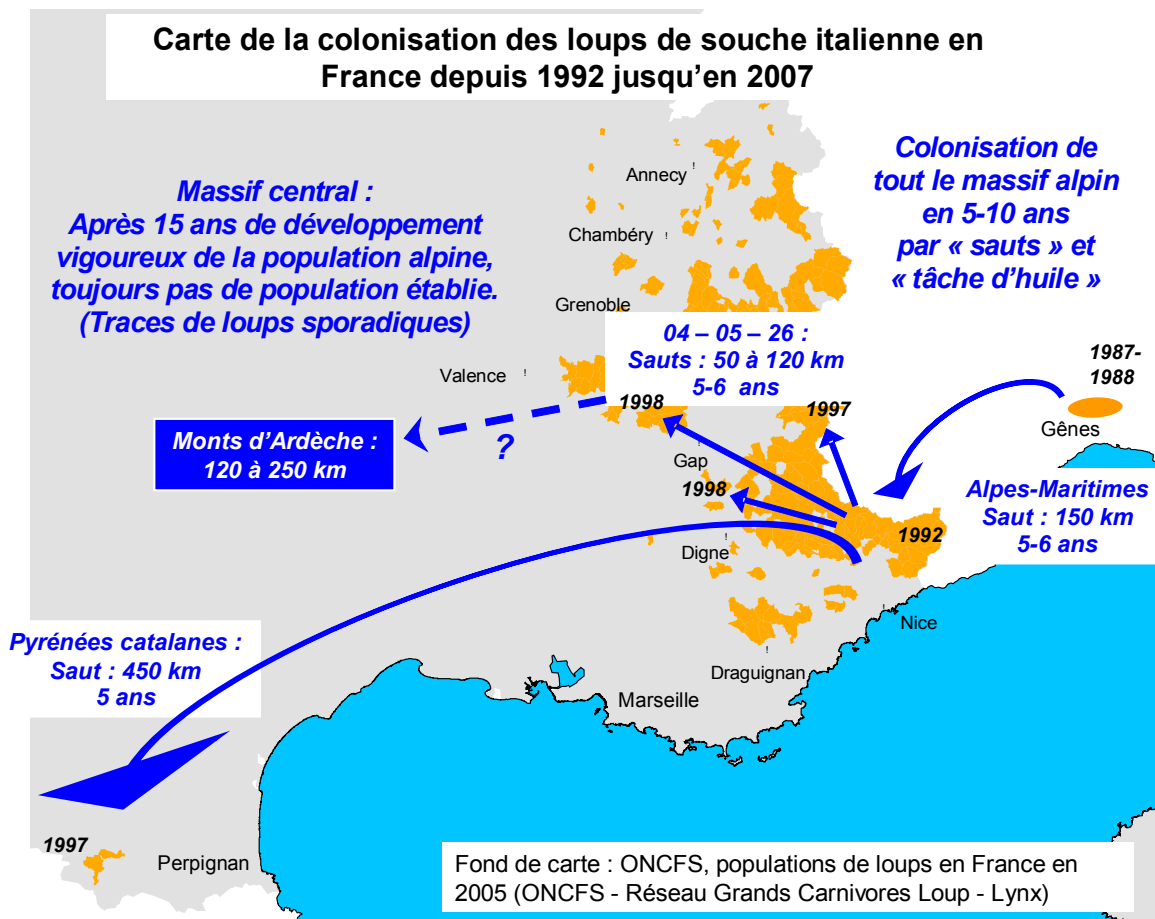 Carte de la colonisation des loups de souche italienne en
France depuis 1992 jusqu'en 2007
Massif central :
Après 15 ans de développement
vigoureux de la population alpine,
toujours pas de population établie.
(Traces de loups sporadiques)
Colonisation de
tout le massif alpin
en 5-10 ans
par « sauts » et
« tâche d'huile »
Annecy
Chambéry
Grenoble
04 – 05 – 26 :
Sauts : 50 à 120 km
5-6 ans
1987-
1988
Gênes
Valence
1998
1997
Monts d'Ardèche :
120 à 250 km
?
Gap
1998
Alpes-Maritimes
Saut : 150 km
5-6 ans
1992
Digne
Nice
Pyrénées catalanes :
Saut : 450 km
5 ans
Draguignan
Marseille
1997
Perpignan
Fond de carte : ONCFS, populations de loups en France en
2005 (ONCFS - Réseau Grands Carnivores Loup - Lynx)